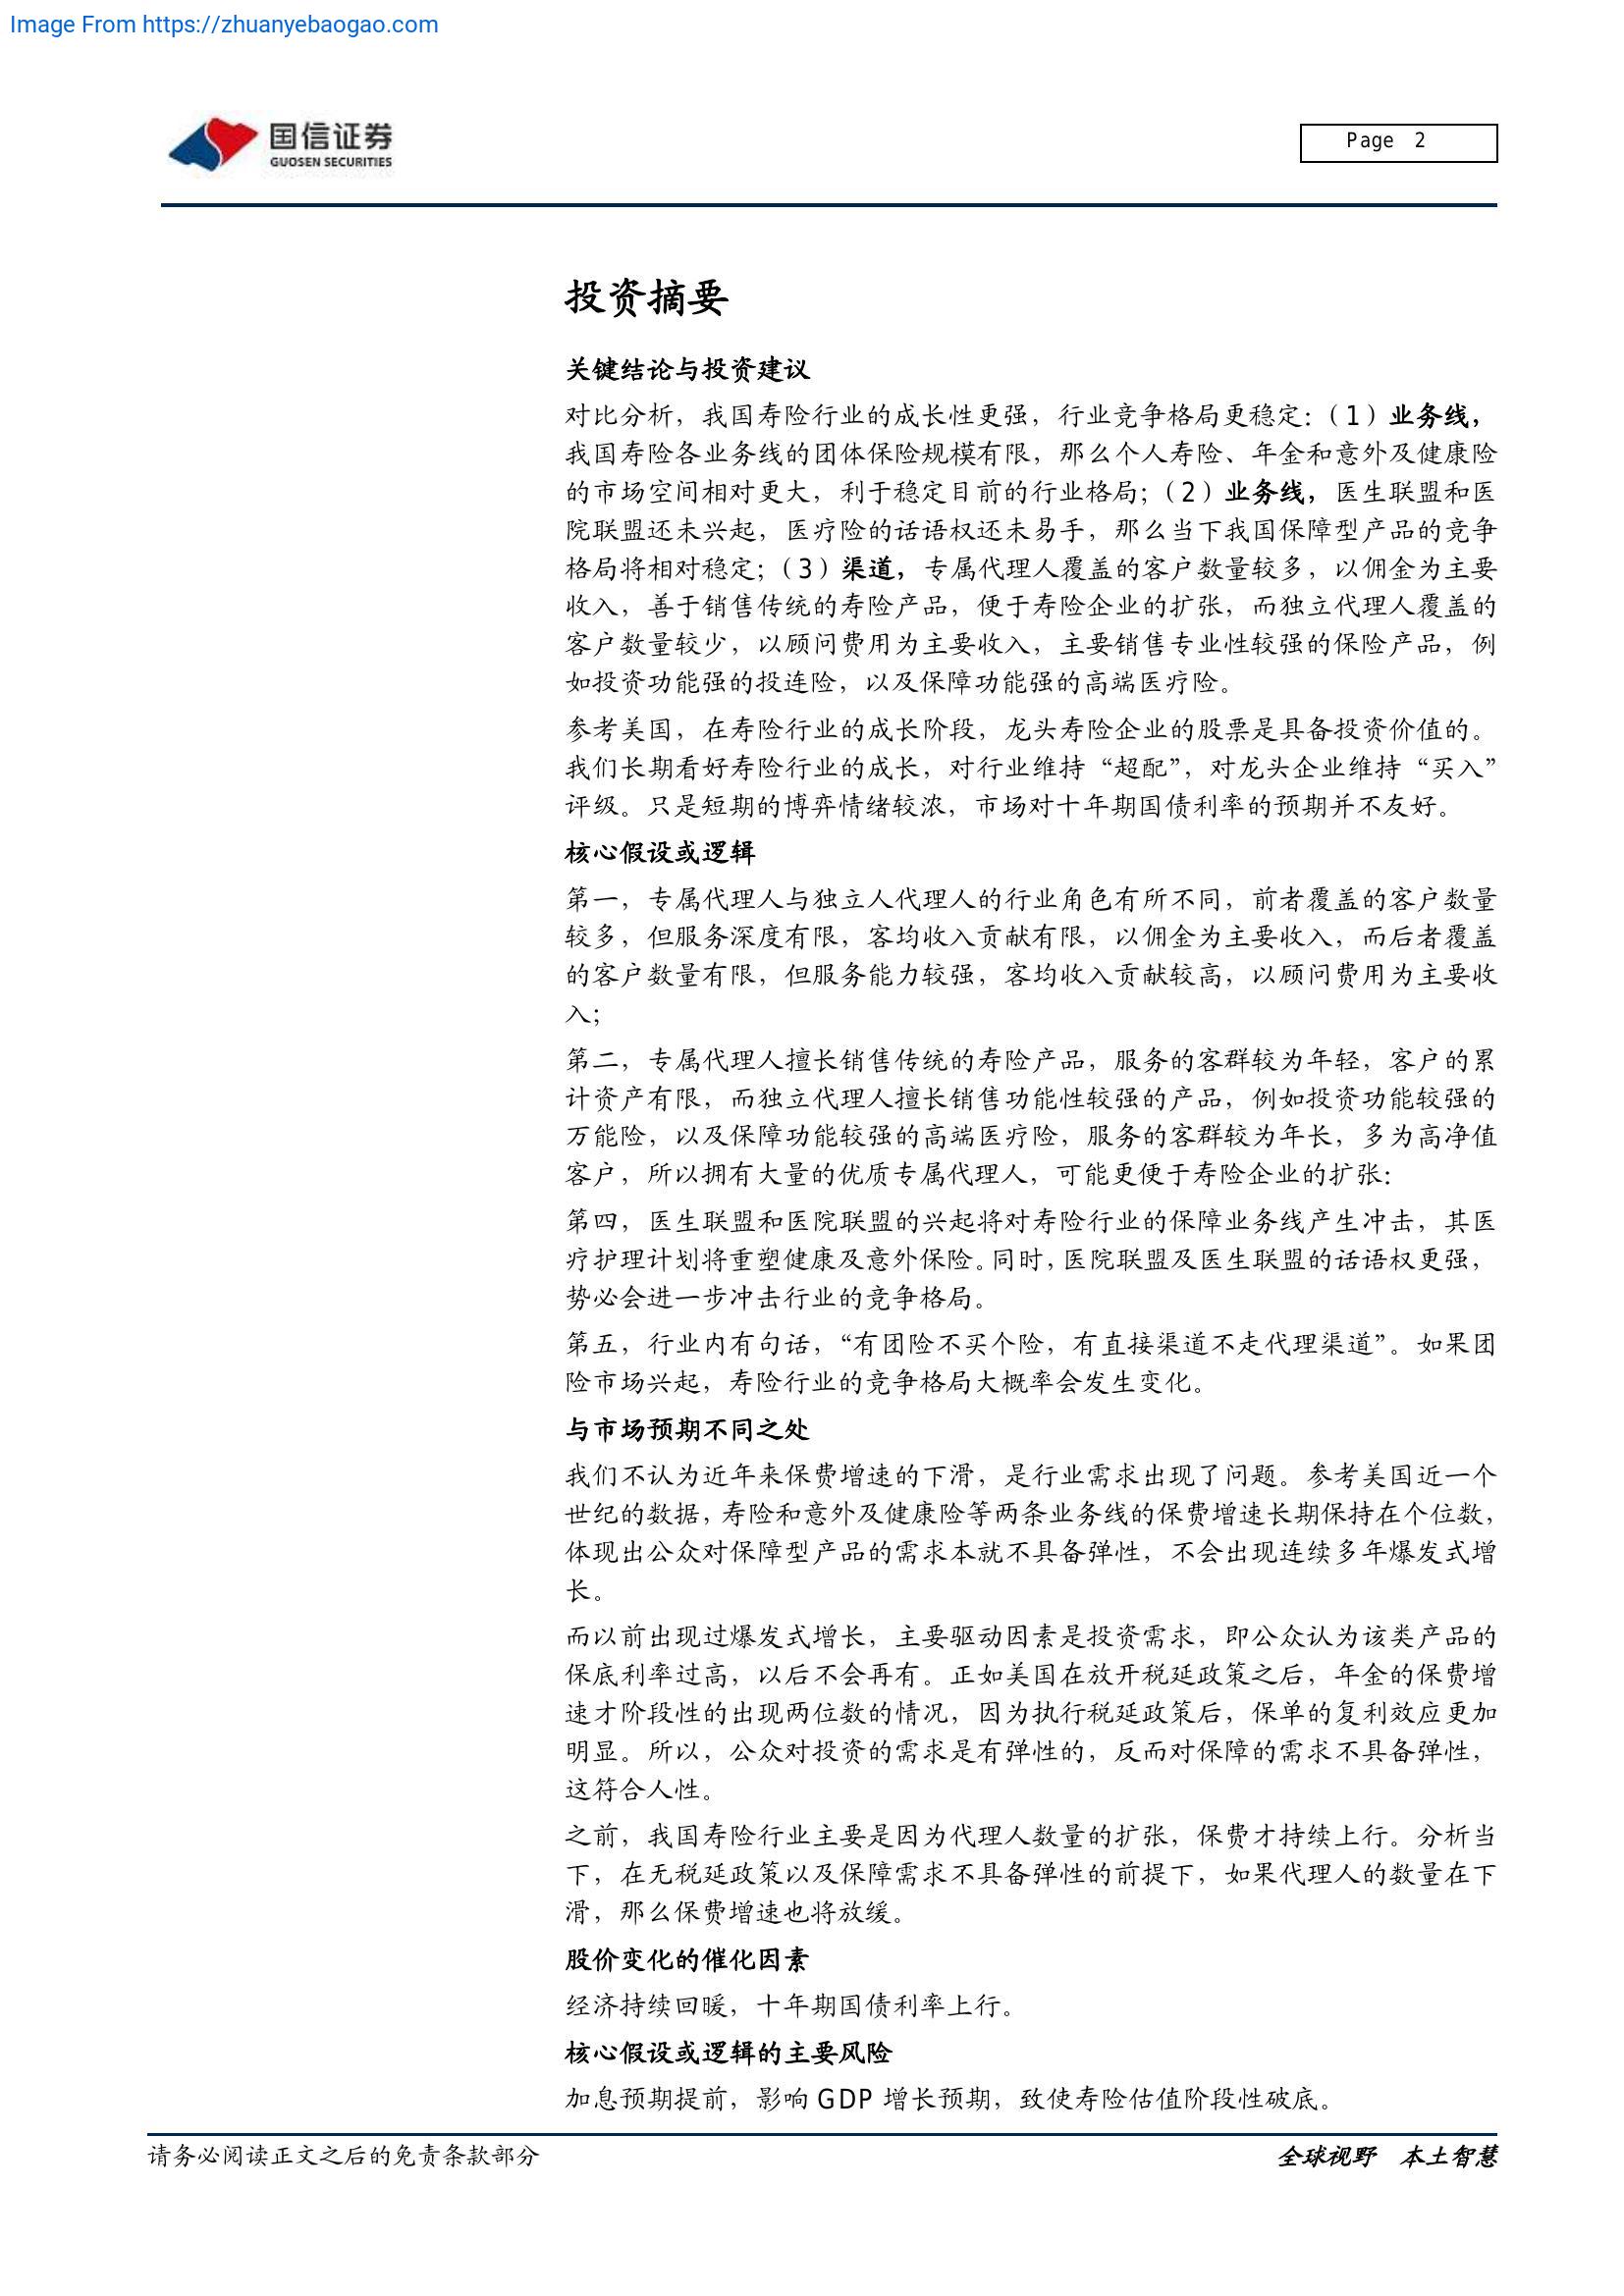 Image From https://zhuanyebaogao.com
国信证券
GUOSEN SECURITIES
Page 2
投资摘要
关键结论与投资建议
对比分析，我国寿险行业的成长性更强，行业竞争格局更稳定：（1）业务线，
我国寿险各业务线的团体保险规模有限，那么个人寿险、年金和意外及健康险
的市场空间相对更大，利于稳定目前的行业格局；（2）业务线，医生联盟和医
院联盟还未兴起，医疗险的话语权还未易手，那么当下我国保障型产品的竞争
格局将相对稳定；（3）渠道，专属代理人覆盖的客户数量较多，以佣金为主要
收入，善于销售传统的寿险产品，便于寿险企业的扩张，而独立代理人覆盖的
客户数量较少，以顾问费用为主要收入，主要销售专业性较强的保险产品，例
如投资功能强的投连险，以及保障功能强的高端医疗险。
参考美国，在寿险行业的成长阶段，龙头寿险企业的股票是具备投资价值的。
我们长期看好寿险行业的成长，对行业维持“超配”，对龙头企业维持“买入”
评级。只是短期的博弈情绪较浓，市场对十年期国债利率的预期并不友好。
核心假设或逻辑
第一，专属代理人与独立人代理人的行业角色有所不同，前者覆盖的客户数量
较多，但服务深度有限，客均收入贡献有限，以佣金为主要收入，而后者覆盖
的客户数量有限，但服务能力较强，客均收入贡献较高，以顾问费用为主要收
入；
第二，专属代理人擅长销售传统的寿险产品，服务的客群较为年轻，客户的累
计资产有限，而独立代理人擅长销售功能性较强的产品，例如投资功能较强的
万能险，以及保障功能较强的高端医疗险，服务的客群较为年长，多为高净值
客户，所以拥有大量的优质专属代理人，可能更便于寿险企业的扩张：
第四，医生联盟和医院联盟的兴起将对寿险行业的保障业务线产生冲击，其医
疗护理计划将重塑健康及意外保险。同时，医院联盟及医生联盟的话语权更强，
势必会进一步冲击行业的竞争格局。
第五，行业内有句话，“有团险不买个险，有直接渠道不走代理渠道”。如果团
险市场兴起，寿险行业的竞争格局大概率会发生变化。
与市场预期不同之处
我们不认为近年来保费增速的下滑，是行业需求出现了问题。参考美国近一个
世纪的数据，寿险和意外及健康险等两条业务线的保费增速长期保持在个位数，
体现出公众对保障型产品的需求本就不具备弹性，不会出现连续多年爆发式增
长。
而以前出现过爆发式增长，主要驱动因素是投资需求，即公众认为该类产品的
保底利率过高，以后不会再有。正如美国在放开税延政策之后，年金的保费增
速才阶段性的出现两位数的情况，因为执行税延政策后，保单的复利效应更加
明显。所以，公众对投资的需求是有弹性的，反而对保障的需求不具备弹性，
这符合人性。
之前，我国寿险行业主要是因为代理人数量的扩张，保费才持续上行。分析当
下，在无税延政策以及保障需求不具备弹性的前提下，如果代理人的数量在下
滑，那么保费增速也将放缓。
股价变化的催化因素
经济持续回暖，十年期国债利率上行。
核心假设或逻辑的主要风险
加息预期提前，影响 GDP 增长预期，致使寿险估值阶段性破底。
请务必阅读正文之后的免责条款部分
全球视野 本土智慧